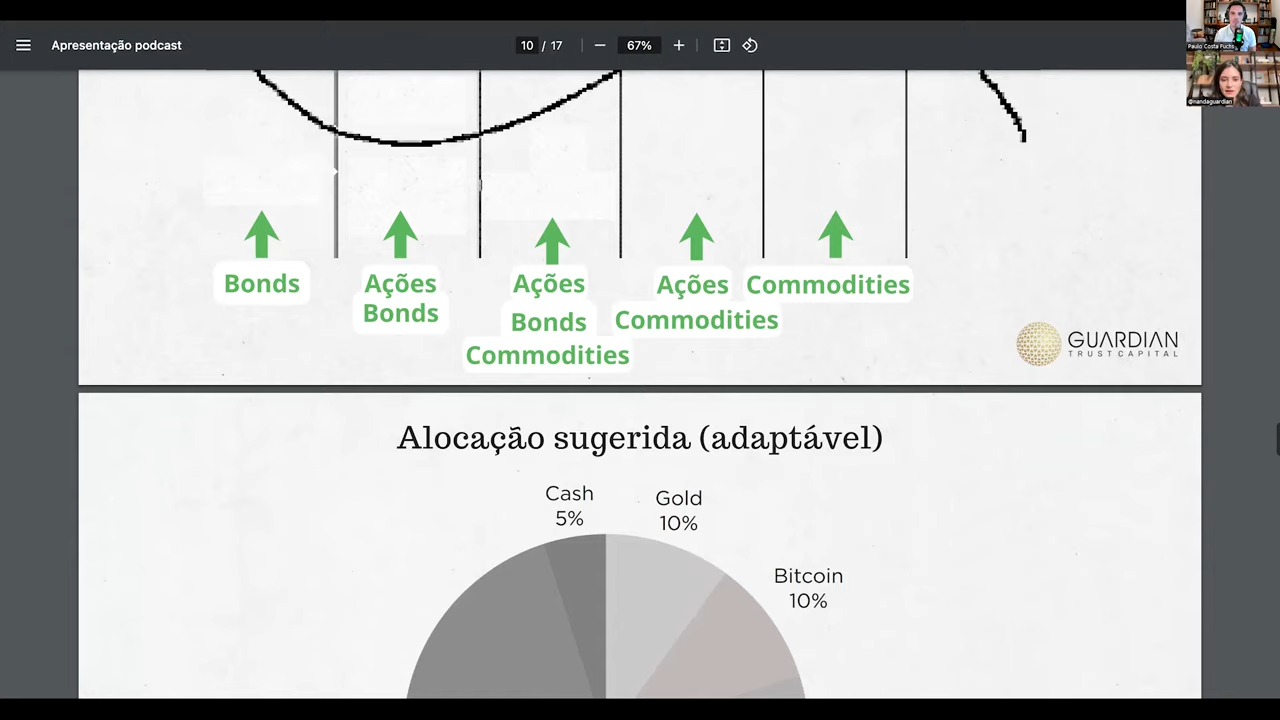 Apresentação podcast
10 / 17
67%
Paulo Costa Fuchs
@nandaguardian
Bonds
Ações
Bonds
Ações
Bonds
Commodities
Ações
Commodities
Commodities
GUARDIAN
TRUST CAPITAL
Alocação sugerida (adaptável)
Cash
5%
Gold
10%
Bitcoin
10%